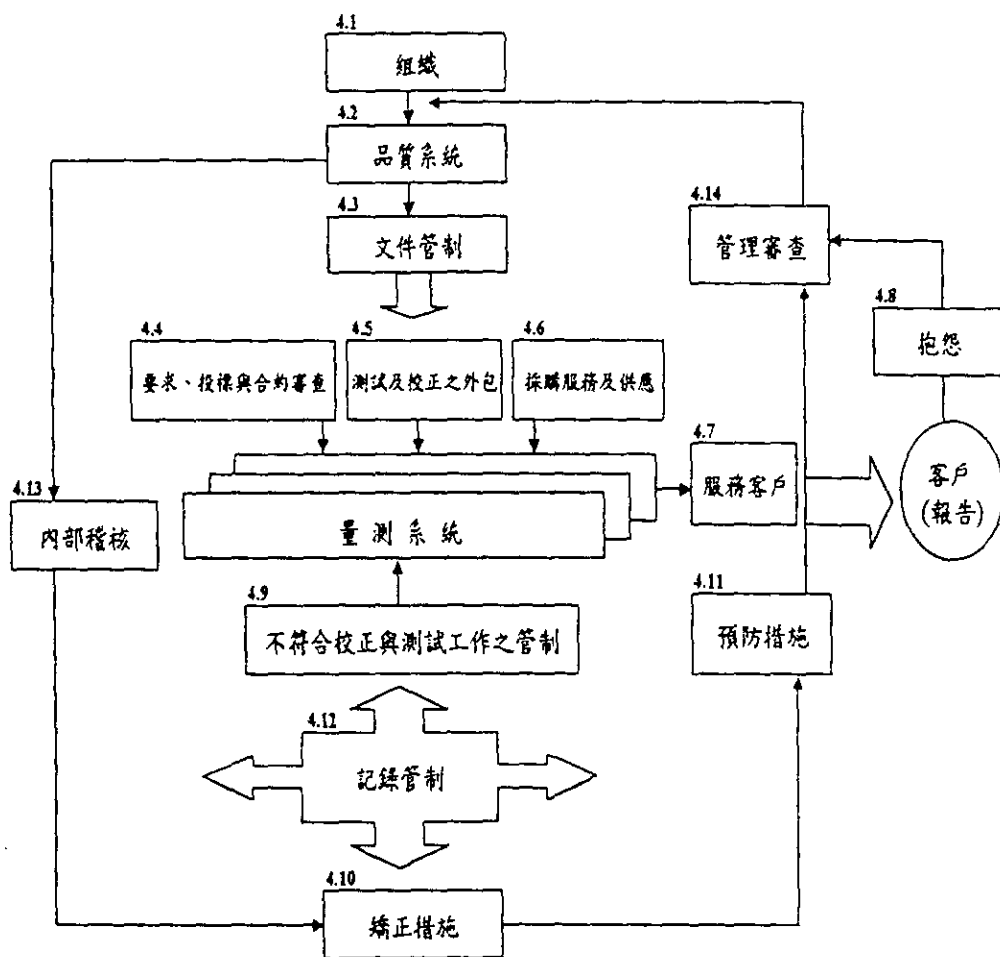 4.1
組織
4.2
品質系統
4.3
文件管制
4.14
管理審查
4.8
抱怨
4.4
要求、投標與合約審查
4.5
測試及校正之外包
4.6
採購服務及供應
4.7
服務客戶
客戶
(報告)
4.13
內部稽核
量測系統
4.9
不符合校正與測試工作之管制
4.11
預防措施
4.12
記錄管制
4.10
矯正措施